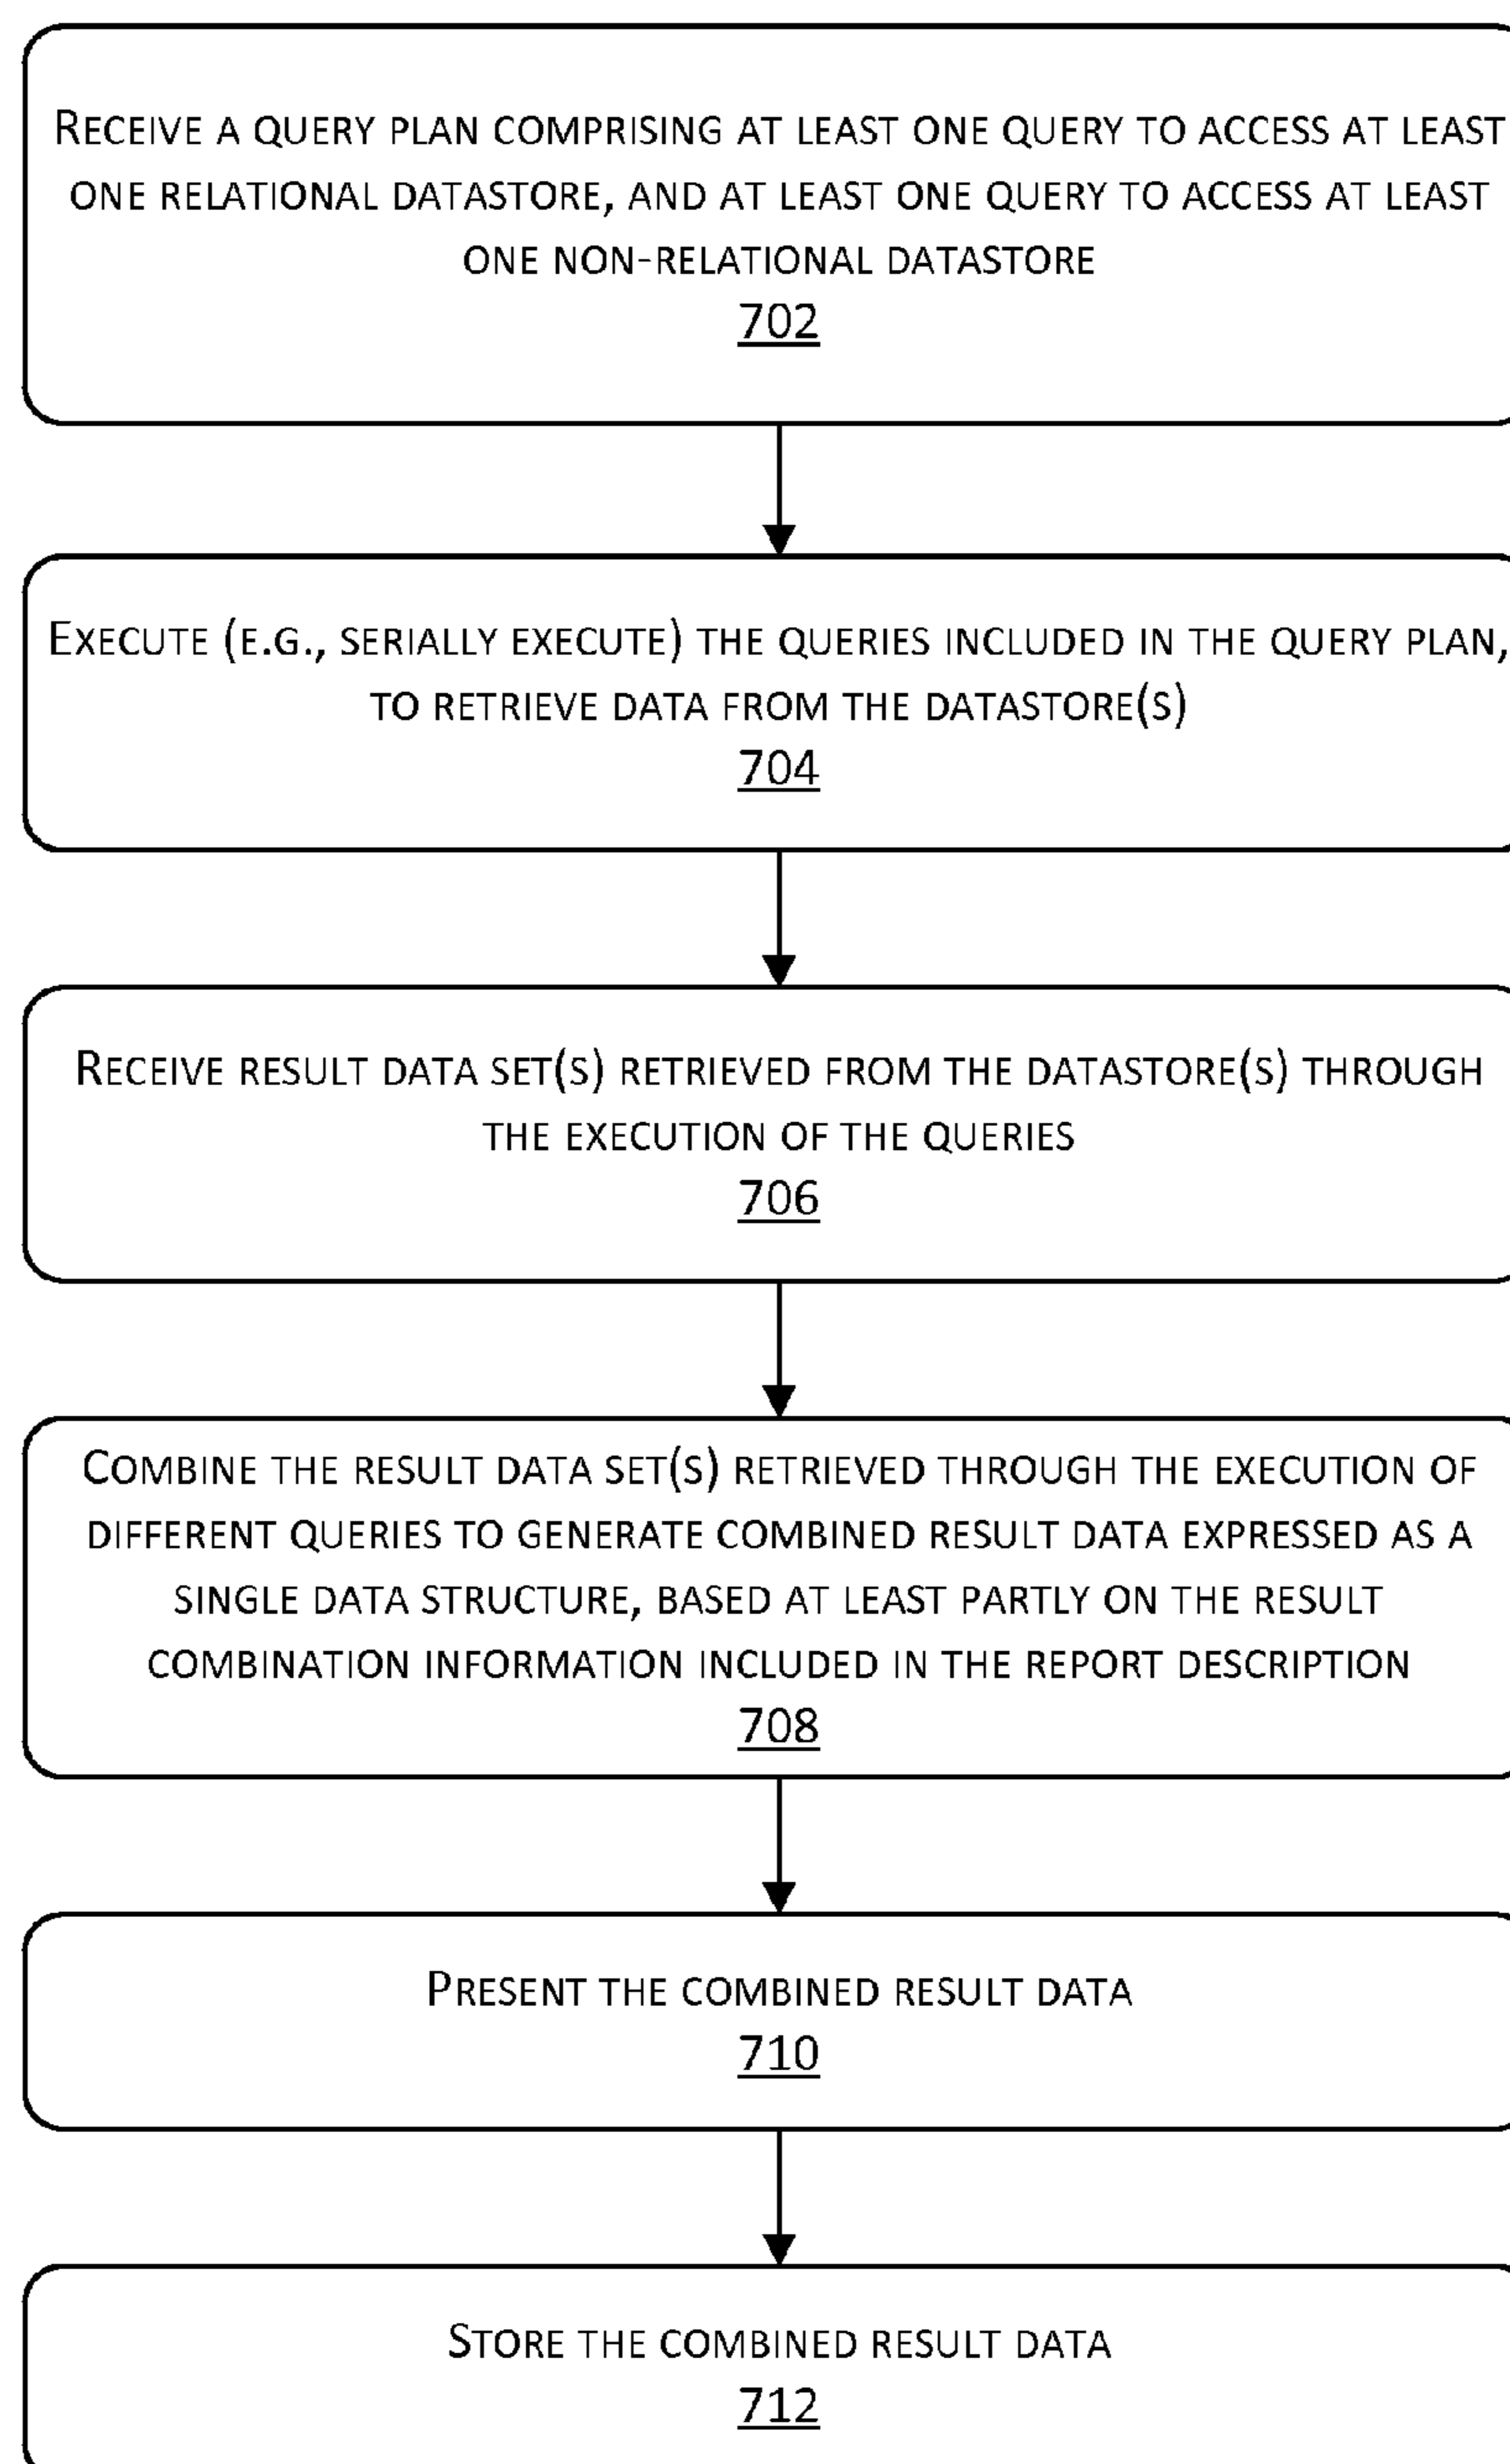 RECEIVE A QUERY PLAN COMPRISING AT LEAST ONE QUERY TO ACCESS AT LEAST
ONE RELATIONAL DATASTORE, AND AT LEAST ONE QUERY TO ACCESS AT LEAST
ONE NON-RELATIONAL DATASTORE
702
EXECUTE (E.G., SERIALLY EXECUTE) THE QUERIES INCLUDED IN THE QUERY PLAN,
TO RETRIEVE DATA FROM THE DATASTORE(S)
704
RECEIVE RESULT DATA SET(S) RETRIEVED FROM THE DATASTORE(S) THROUGH
THE EXECUTION OF THE QUERIES
706
COMBINE THE RESULT DATA SET(S) RETRIEVED THROUGH THE EXECUTION OF
DIFFERENT QUERIES TO GENERATE COMBINED RESULT DATA EXPRESSED AS A
SINGLE DATA STRUCTURE, BASED AT LEAST PARTLY ON THE RESULT
COMBINATION INFORMATION INCLUDED IN THE REPORT DESCRIPTION
708
PRESENT THE COMBINED RESULT DATA
710
STORE THE COMBINED RESULT DATA
712